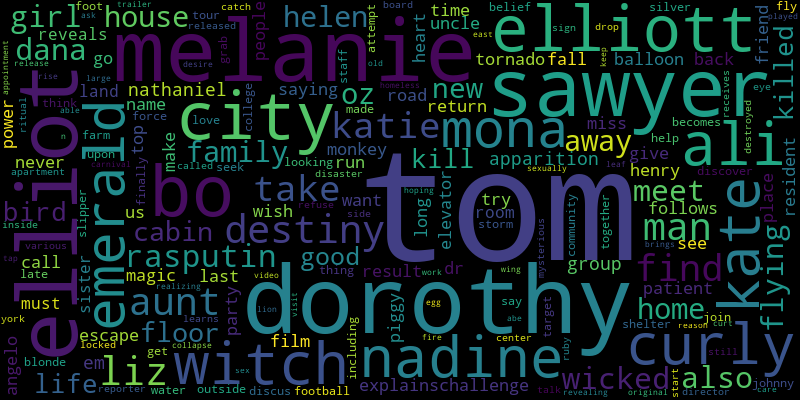 girl
house
helen
time
uncle
belief
elliott
silver
fly
reveals
people
melanie
heart
dana
go
tornado
fall
balloon
back
friend
killed
land
nathaniel
saying
oz
new
sawyer
power
name
city
road
return
emerald
katie
mona
away
miss
ali
elliot
family
monkey
kill
apparition
give
help
resident
never
bo
take
tom
henry
meet
bird
us
wish
want
long
elevator
try
room
storm
man
follows
place
cabin
destiny
see
kate
flying
call
sister
slipper
rasputin
good
result
dr
group
find
late
must
magic
last
thing
home
patient
join
aunt
party
dorothy
piggy
say
target
shelter
curly
escape
floor
film
center
blonde
em
witch
nadine
wicked
also
angelo
life
liz
water
outside
discus
football
including
explains
challenge
start
johnny
director
reporter
york
locked
get
top
make
run
looking
disaster
love
college
force
farm
upon
called
seek
finally
apartment
inside
various
community
together
mysterious
discover
destroyed
receives
becomes
attempt
staff
tour
released
trailer
catch
board
sign
drop
played
original
revealing
visit
video
realizing
learns
collapse
ritual
release
appointment
foot
ask
think
able
rise
large
desire
grab
old
made
east
keep
eye
homeless
sexually
hoping
leaf
carnival
refuse
side
brings
work
wing
egg
fire
abe
ruby
lion
sex
tap
talk
reason
curt
still
care
n